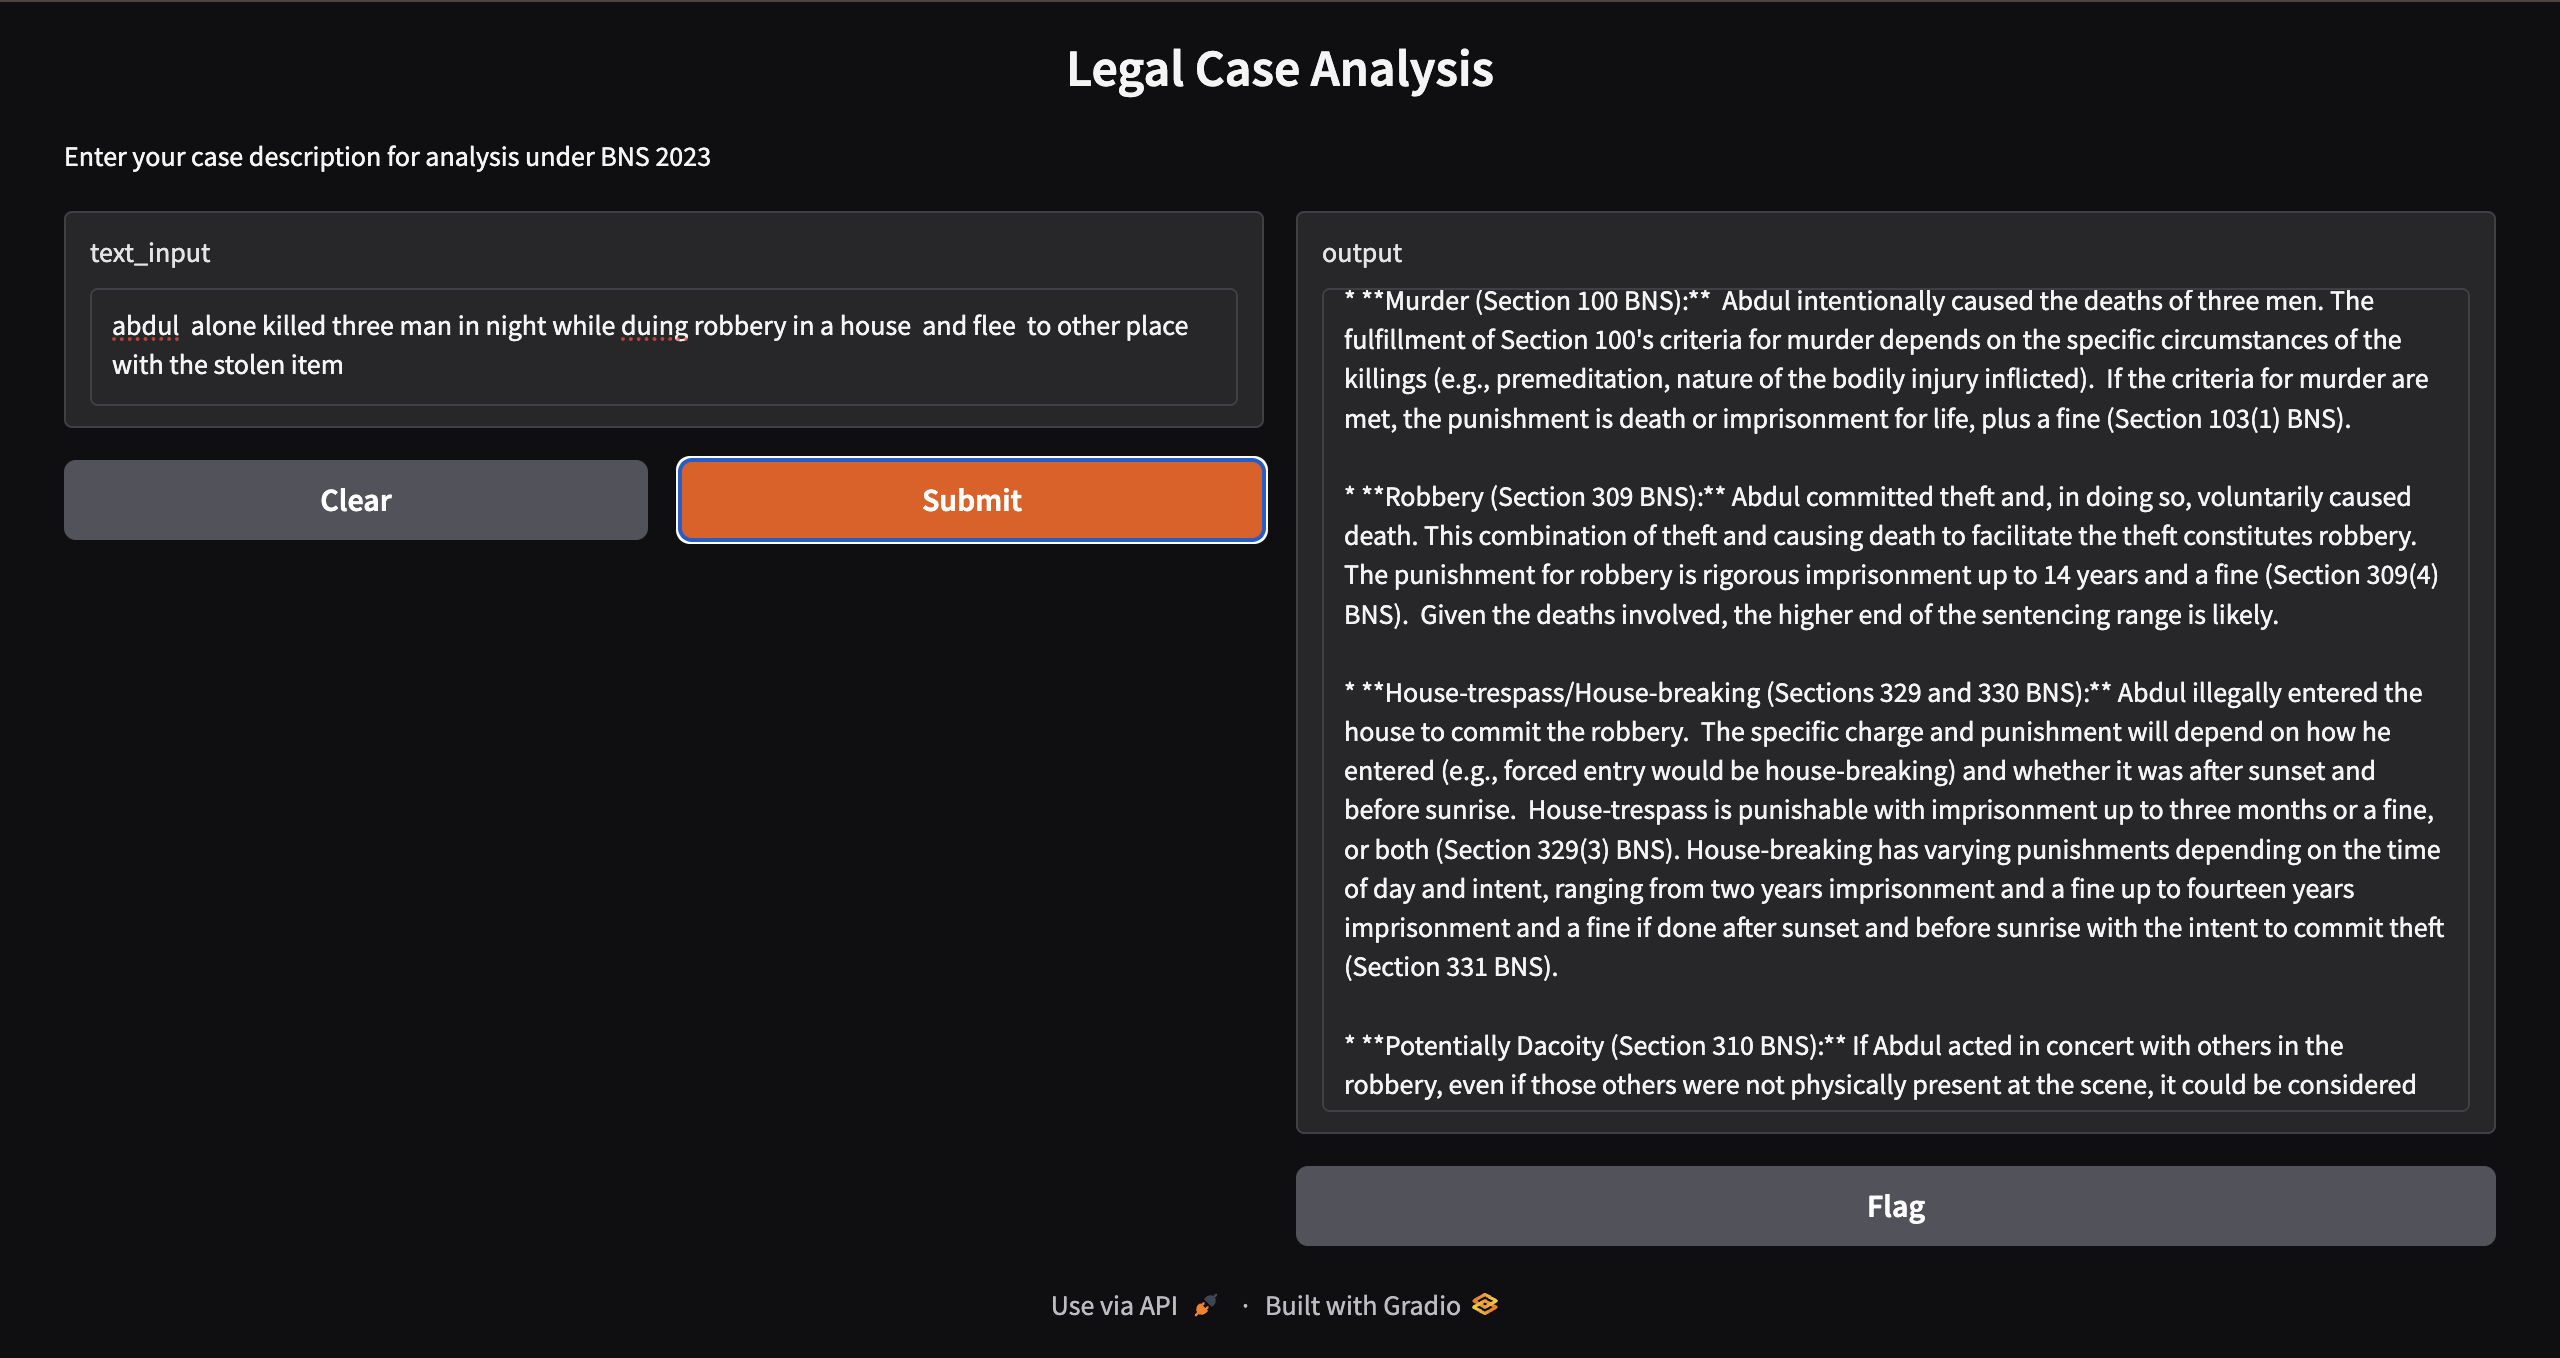 Legal Case Analysis
Enter your case description for analysis under BNS 2023
text_input
abdul  alone killed three man in night while duing robbery in a house  and flee  to other place
with the stolen item
Clear
Submit
output
* **Murder (Section 100 BNS):**  Abdul intentionally caused the deaths of three men. The
fulfillment of Section 100's criteria for murder depends on the specific circumstances of the
killings (e.g., premeditation, nature of the bodily injury inflicted).  If the criteria for murder are
met, the punishment is death or imprisonment for life, plus a fine (Section 103(1) BNS).
* **Robbery (Section 309 BNS):** Abdul committed theft and, in doing so, voluntarily caused
death. This combination of theft and causing death to facilitate the theft constitutes robbery.
The punishment for robbery is rigorous imprisonment up to 14 years and a fine (Section 309(4)
BNS).  Given the deaths involved, the higher end of the sentencing range is likely.
* **House-trespass/House-breaking (Sections 329 and 330 BNS):** Abdul illegally entered the
house to commit the robbery.  The specific charge and punishment will depend on how he
entered (e.g., forced entry would be house-breaking) and whether it was after sunset and
before sunrise.  House-trespass is punishable with imprisonment up to three months or a fine,
or both (Section 329(3) BNS). House-breaking has varying punishments depending on the time
of day and intent, ranging from two years imprisonment and a fine up to fourteen years
imprisonment and a fine if done after sunset and before sunrise with the intent to commit theft
(Section 331 BNS).
* **Potentially Dacoity (Section 310 BNS):** If Abdul acted in concert with others in the
robbery, even if those others were not physically present at the scene, it could be considered
Flag
Use via API · Built with Gradio